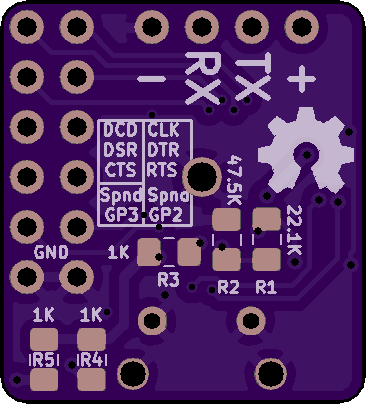 − RX TX +
DCD CLK
DSR DTR
CTS RTS
Spnd Spnd
GP3 GP2
47.5K
22.1K
GND
1K
R3
R2 R1
1K 1K
R5 R4